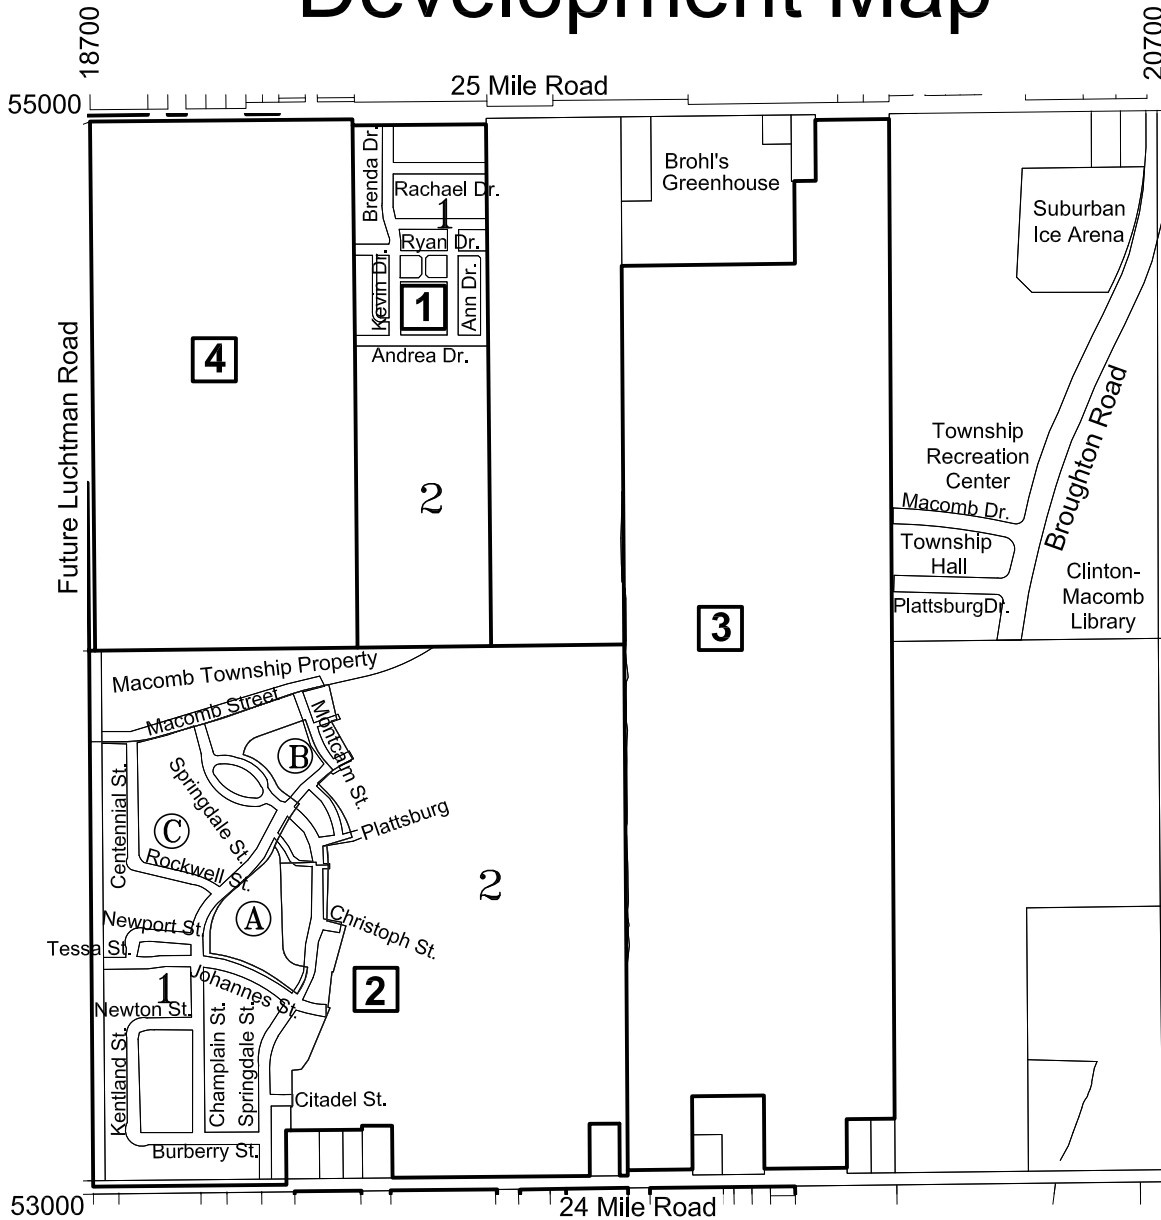 Development Map
18700
20700
55000
25 Mile Road
Brenda Dr.
Rachael Dr.
1
Ryan Dr.
Kevin Dr.
1
Ann Dr.
Andrea Dr.
Brohl's
Greenhouse
Suburban
Ice Arena
4
Future Luchtman Road
2
3
Township
Recreation
Center
Broughton Road
Macomb Dr.
Township
Hall
PlattsburgDr.
Clinton-
Macomb
Library
Macomb Township Property
Macomb Street
Montcalm St.
B
Springdale St.
Centennial St.
C
Plattsburg
Rockwell St.
2
A
Newport St.
Christoph St.
Tessa St.
Johannes St.
1
2
Newton St.
Kentland St.
Champlain St.
Springdale St.
Citadel St.
Burberry St.
53000
24 Mile Road